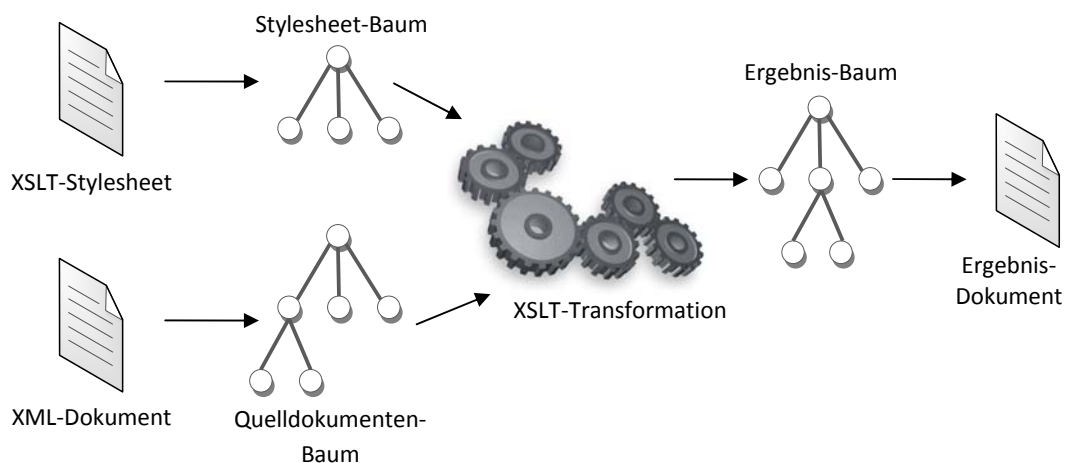 Stylesheet-Baum
XSLT-Stylesheet
Ergebnis-Baum
XSLT-Transformation
Ergebnis-
Dokument
XML-Dokument
Quelldokumenten-
Baum